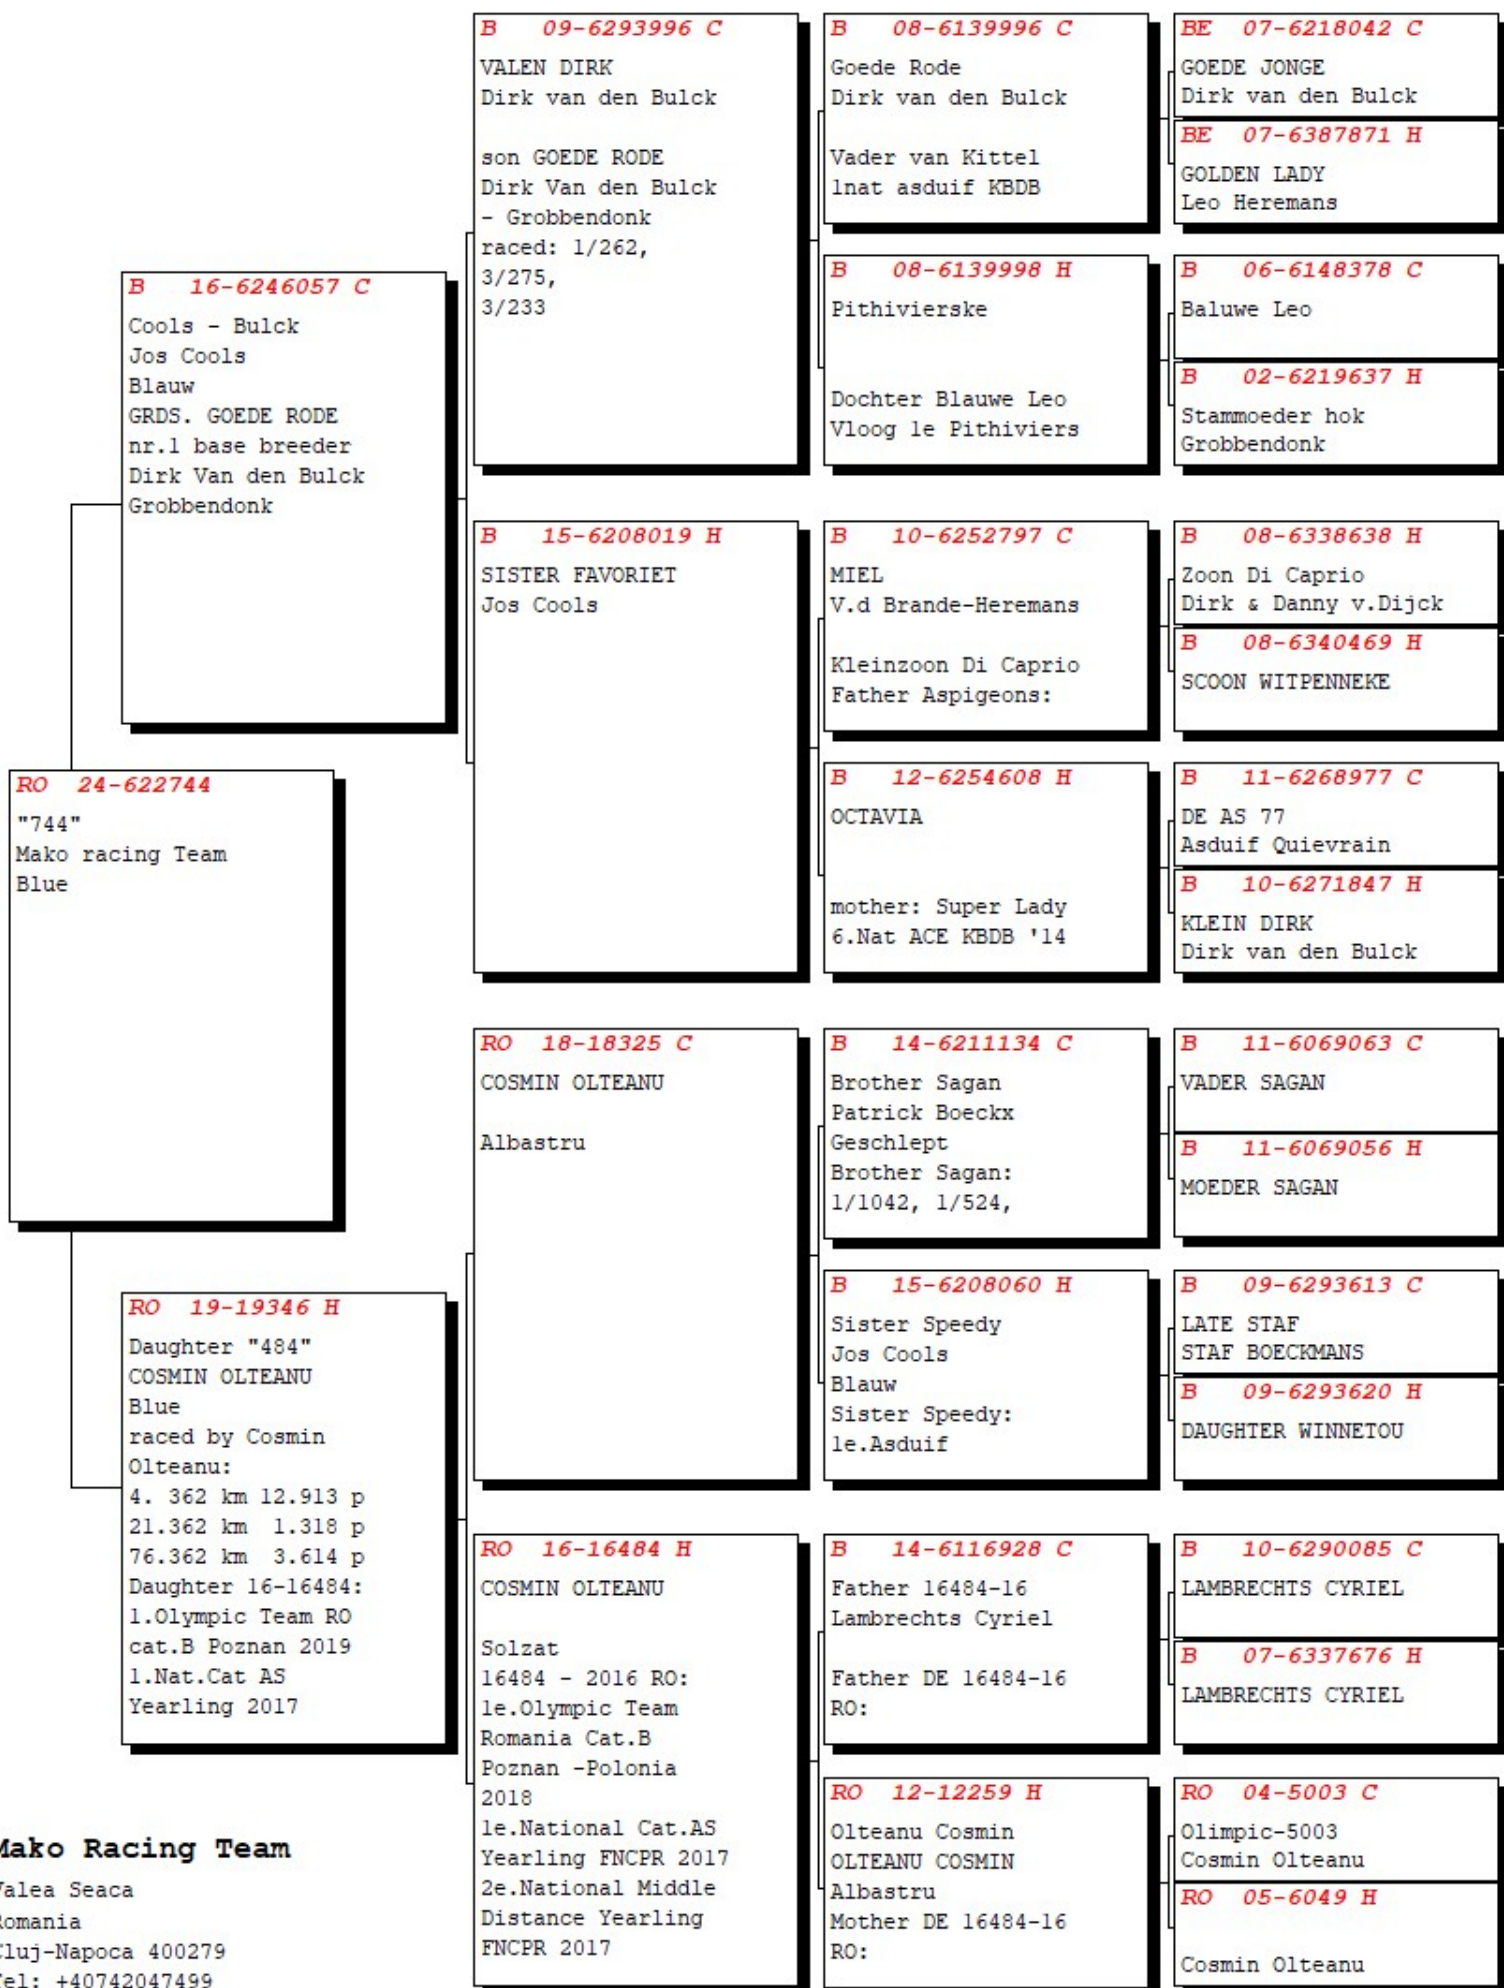 B 09-6293996 C
VALEN DIRK
Dirk van den Bulck
son GOEDE RODE
Dirk Van den Bulck
- Grobbendonk
raced: 1/262,
3/275,
3/233
B 08-6139996 C
Goede Rode
Dirk van den Bulck
Vader van Kittel
1nat asduif KBDB
BE 07-6218042 C
GOEDE JONGE
Dirk van den Bulck
BE 07-6387871 H
GOLDEN LADY
Leo Heremans
B 08-6139998 H
Pithivierske
Dochter Blauwe Leo
Vloog le Pithiviers
B 06-6148378 C
Baluwe Leo
B 02-6219637 H
Stammoeder hok
Grobbendonk
B 16-6246057 C
Cools - Bulck
Jos Cools
Blauw
GRDS. GOEDE RODE
nr.1 base breeder
Dirk Van den Bulck
Grobbendonk
B 15-6208019 H
SISTER FAVORIET
Jos Cools
B 10-6252797 C
MIEL
V.d Brande-Heremans
Kleinzoon Di Caprio
Father Aspigeons:
B 08-6338638 H
Zoon Di Caprio
Dirk & Danny v.Dijck
B 08-6340469 H
SCOON WITPENNEKE
B 12-6254608 H
OCTAVIA
mother: Super Lady
6.Nat ACE KBDB '14
B 11-6268977 C
DE AS 77
Asduif Quievrain
B 10-6271847 H
KLEIN DIRK
Dirk van den Bulck
RO 24-622744
"744"
Mako racing Team
Blue
RO 18-18325 C
COSMIN OLTEANU
Albastru
B 14-6211134 C
Brother Sagan
Patrick Boeckx
Geschlept
Brother Sagan:
1/1042, 1/524,
B 11-6069063 C
VADER SAGAN
B 11-6069056 H
MOEDER SAGAN
B 15-6208060 H
Sister Speedy
Jos Cools
Blauw
Sister Speedy:
1e.Asduif
B 09-6293613 C
LATE STAF
STAF BOECKMANS
B 09-6293620 H
DAUGHTER WINNETOU
RO 19-19346 H
Daughter "484"
COSMIN OLTEANU
Blue
raced by Cosmin
Olteanu:
4. 362 km 12.913 p
21.362 km 1.318 p
76.362 km 3.614 p
Daughter 16-16484:
1.Olympic Team RO
cat.B Poznan 2019
1.Nat.Cat AS
Yearling 2017
RO 16-16484 H
COSMIN OLTEANU
Solzat
16484 - 2016 RO:
1e.Olympic Team
Romania Cat.B
Poznan -Polonia
2018
1e.National Cat.AS
Yearling FNCPR 2017
2e.National Middle
Distance Yearling
FNCPR 2017
B 14-6116928 C
Father 16484-16
Lambrechts Cyriel
Father DE 16484-16
RO:
B 10-6290085 C
LAMBRECHTS CYRIEL
B 07-6337676 H
LAMBRECHTS CYRIEL
RO 12-12259 H
Olteanu Cosmin
OLTEANU COSMIN
Albastru
Mother DE 16484-16
RO:
RO 04-5003 C
Olimpic-5003
Cosmin Olteanu
RO 05-6049 H
Cosmin Olteanu
Mako Racing Team
Valea Seaca
Romania
Cluj-Napoca 400279
Tel: +40742047499